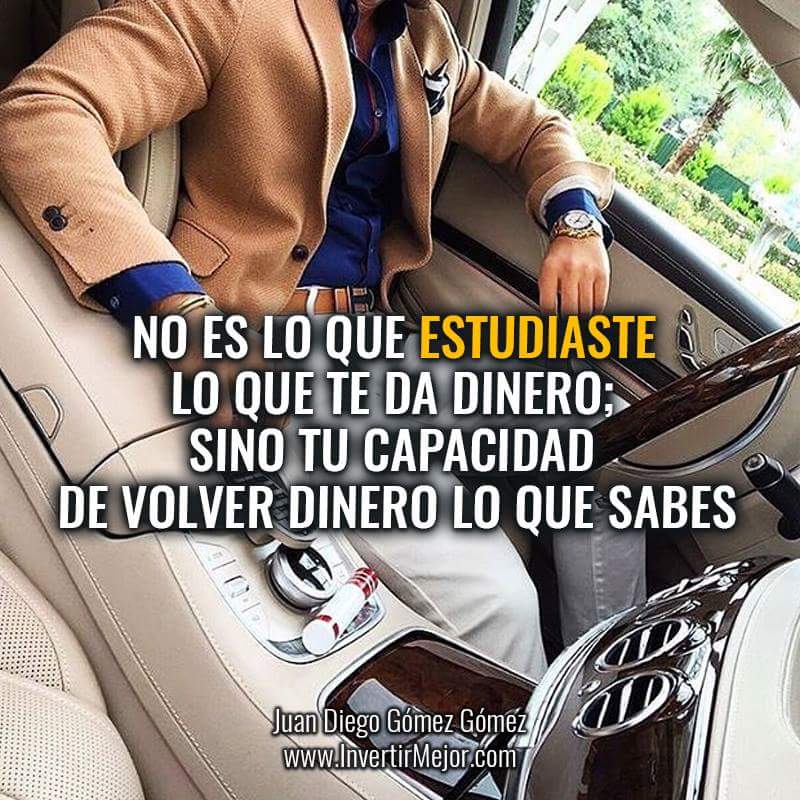 NO ES LO QUE ESTUDIASTE
LO QUE TE DA DINERO;
SINO TU CAPACIDAD
DE VOLVER DINERO LO QUE SABES
Juan Diego Gómez Gómez
www.InvertirMejor.com